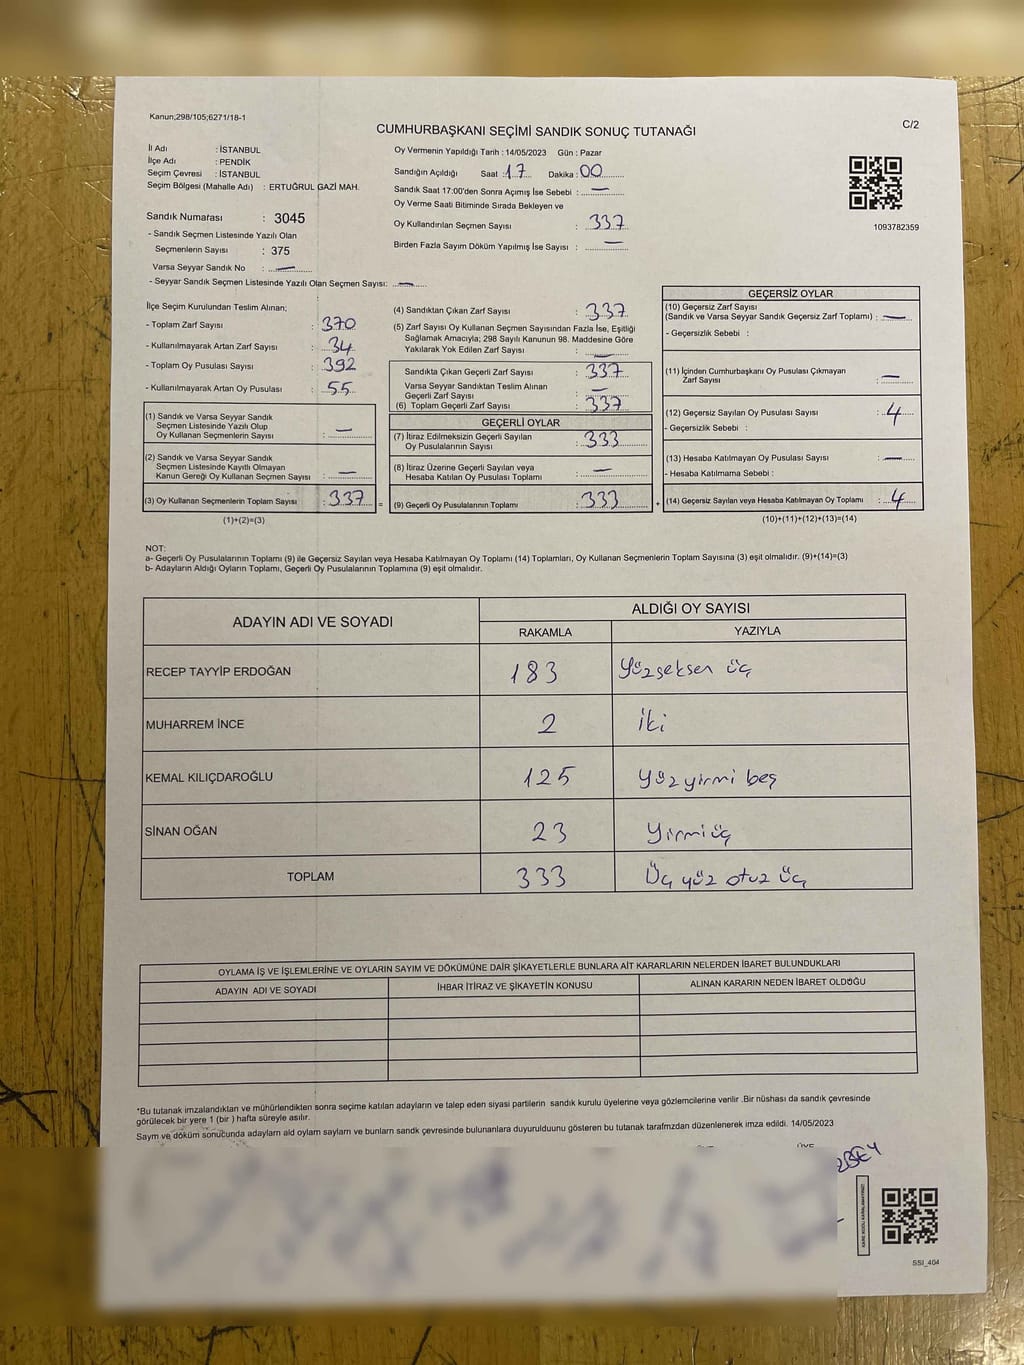 Kanun;298/105;6271/18-1
C/2
CUMHURBAŞKANI SEÇİMİ SANDIK SONUÇ TUTANAĞI
İl Adı : İSTANBUL
İlçe Adı : PENDİK
Seçim Çevresi : İSTANBUL
Seçim Bölgesi (Mahalle Adı) : ERTUĞRUL GAZİ MAH.
Sandık Numarası : 3045
- Sandık Seçmen Listesinde Yazılı Olan
Seçmenlerin Sayısı : 375
Varsa Seyyar Sandık No : —
- Seyyar Sandık Seçmen Listesinde Yazılı Olan Seçmen Sayısı: —
Oy Vermenin Yapıldığı Tarih : 14/05/2023 Gün : Pazar
Sandığın Açıldığı Saat : 17 Dakika : 00
Sandık Saat 17:00'den Sonra Açımış İse Sebebi : —
Oy Verme Saati Bitiminde Sırada Bekleyen ve
Oy Kullandırılan Seçmen Sayısı : 337
Birden Fazla Sayım Döküm Yapılmış İse Sayısı : —
1093782359
İlçe Seçim Kurulundan Teslim Alınan;
- Toplam Zarf Sayısı : 370
- Kullanılmayarak Artan Zarf Sayısı : 34
- Toplam Oy Pusulası Sayısı : 392
- Kullanılmayarak Artan Oy Pusulası : 55
(1) Sandık ve Varsa Seyyar Sandık
Seçmen Listesinde Yazılı Olup
Oy Kullanan Seçmenlerin Sayısı : —
(2) Sandık ve Varsa Seyyar Sandık
Seçmen Listesinde Kayıtlı Olmayan
Kanun Gereği Oy Kullanan Seçmen Sayısı : —
(3) Oy Kullanan Seçmenlerin Toplam Sayısı : 337 =
(1)+(2)=(3)
(4) Sandıktan Çıkan Zarf Sayısı : 337
(5) Zarf Sayısı Oy Kullanan Seçmen Sayısından Fazla İse, Eşitliği
Sağlamak Amacıyla; 298 Sayılı Kanunun 98. Maddesine Göre
Yakılarak Yok Edilen Zarf Sayısı : —
Sandıkta Çıkan Geçerli Zarf Sayısı : 337
Varsa Seyyar Sandıktan Teslim Alınan
Geçerli Zarf Sayısı : —
(6) Toplam Geçerli Zarf Sayısı : 337
GEÇERLİ OYLAR
(7) İtiraz Edilmeksizin Geçerli Sayılan
Oy Pusulalarının Sayısı : 333
(8) İtiraz Üzerine Geçerli Sayılan veya
Hesaba Katılan Oy Pusulası Toplamı : —
(9) Geçerli Oy Pusulalarının Toplamı : 333 +
GEÇERSİZ OYLAR
(10) Geçersiz Zarf Sayısı
(Sandık ve Varsa Seyyar Sandık Geçersiz Zarf Toplamı) : —
- Geçersizlik Sebebi :
(11) İçinden Cumhurbaşkanı Oy Pusulası Çıkmayan
Zarf Sayısı : —
(12) Geçersiz Sayılan Oy Pusulası Sayısı : 4
- Geçersizlik Sebebi :
(13) Hesaba Katılmayan Oy Pusulası Sayısı : —
- Hesaba Katılmama Sebebi :
(14) Geçersiz Sayılan veya Hesaba Katılmayan Oy Toplamı : 4
(10)+(11)+(12)+(13)=(14)
NOT:
a- Geçerli Oy Pusulalarının Toplamı (9) ile Geçersiz Sayılan veya Hesaba Katılmayan Oy Toplamı (14) Toplamları, Oy Kullanan Seçmenlerin Toplam Sayısına (3) eşit olmalıdır. (9)+(14)=(3)
b- Adayların Aldığı Oyların Toplamı, Geçerli Oy Pusulalarının Toplamına (9) eşit olmalıdır.
ADAYIN ADI VE SOYADI
ALDIĞI OY SAYISI
RAKAMLA YAZIYLA
RECEP TAYYİP ERDOĞAN 183 Yüzseksen üç
MUHARREM İNCE 2 iki
KEMAL KILIÇDAROĞLU 125 yüzyirmi beş
SİNAN OĞAN 23 Yirmiüç
TOPLAM 333 Üç yüz otuz üç
OYLAMA İŞ VE İŞLEMLERİNE VE OYLARIN SAYIM VE DÖKÜMÜNE DAİR ŞİKAYETLERLE BUNLARA AİT KARARLARIN NELERDEN İBARET BULUNDUKLARI
ADAYIN ADI VE SOYADI İHBAR İTİRAZ VE ŞİKAYETİN KONUSU ALINAN KARARIN NEDEN İBARET OLDOĞU
*Bu tutanak imzalandıktan ve mühürlendikten sonra seçime katılan adayların ve talep eden siyasi partilerin sandık kurulu üyelerine veya gözlemcilerine verilir .Bir nüshası da sandık çevresinde
görülecek bir yere 1 (bir ) hafta süreyle asılır.
Sayım ve döküm sonucunda adayların aldı oyların sayların ve bunların sandk çevresinde bulunanlara duyurulduunu gösteren bu tutanak tarafmzdan düzenlenerek imza edildi. 14/05/2023
SSI_404